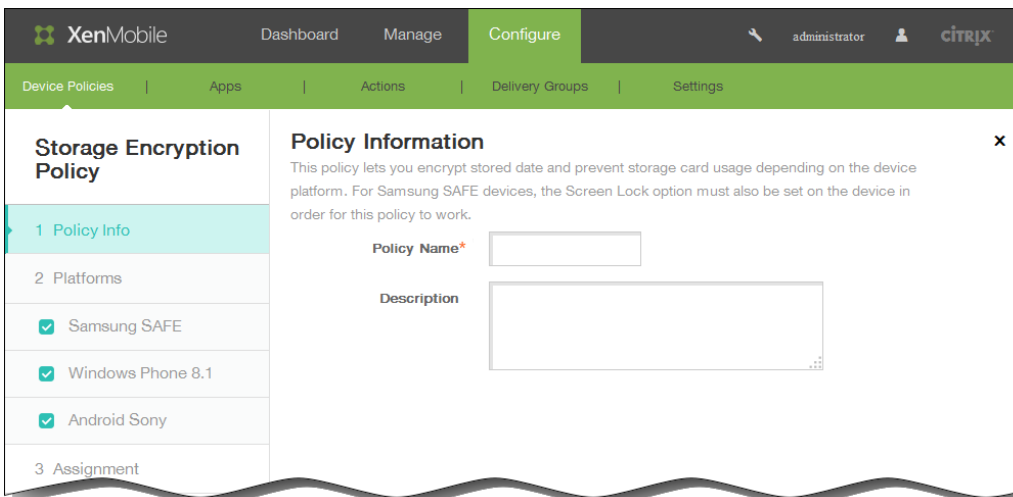 XenMobile Dashboard Manage Configure administrator CITRIX
Device Policies | Apps | Actions | Delivery Groups | Settings
Storage Encryption Policy
1 Policy Info
2 Platforms
Samsung SAFE
Windows Phone 8.1
Android Sony
3 Assignment
Policy Information
x
This policy lets you encrypt stored date and prevent storage card usage depending on the device
platform. For Samsung SAFE devices, the Screen Lock option must also be set on the device in
order for this policy to work.
Policy Name*
Description